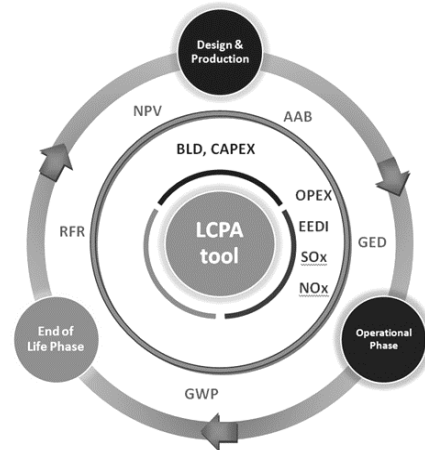 Design &
Production
NPV
AAB
BLD, CAPEX
OPEX
LCPA
tool
EEDI
RFR
GED
SOx
NOx
End of
Life Phase
Operational
Phase
GWP